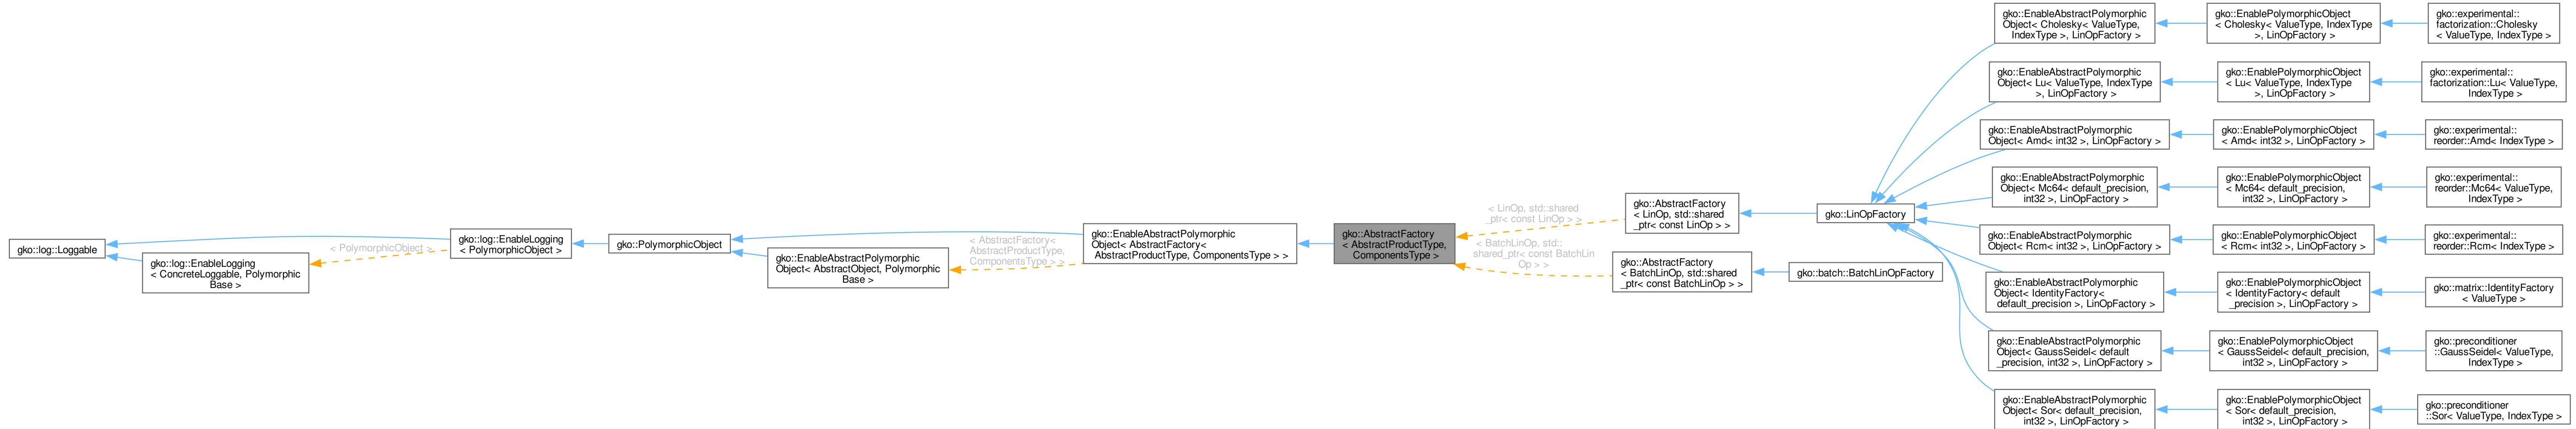 gko::log::Loggable
gko::log::EnableLogging
< ConcreteLoggable, Polymorphic
Base >
< PolymorphicObject >
gko::log::EnableLogging
< PolymorphicObject >
gko::PolymorphicObject
gko::EnableAbstractPolymorphic
Object< AbstractObject, Polymorphic
Base >
< AbstractFactory<
AbstractProductType,
ComponentsType > >
gko::EnableAbstractPolymorphic
Object< AbstractFactory<
AbstractProductType, ComponentsType > >
gko::AbstractFactory
< AbstractProductType,
ComponentsType >
< LinOp, std::shared
_ptr< const LinOp > >
< BatchLinOp, std::
shared_ptr< const BatchLin
Op > >
gko::AbstractFactory
< LinOp, std::shared
_ptr< const LinOp > >
gko::AbstractFactory
< BatchLinOp, std::shared
_ptr< const BatchLinOp > >
gko::LinOpFactory
gko::batch::BatchLinOpFactory
gko::EnableAbstractPolymorphic
Object< Cholesky< ValueType,
IndexType >, LinOpFactory >
gko::EnablePolymorphicObject
< Cholesky< ValueType, IndexType
>, LinOpFactory >
gko::experimental::
factorization::Cholesky
< ValueType, IndexType >
gko::EnableAbstractPolymorphic
Object< Lu< ValueType, IndexType
>, LinOpFactory >
gko::EnablePolymorphicObject
< Lu< ValueType, IndexType
>, LinOpFactory >
gko::experimental::
factorization::Lu< ValueType,
IndexType >
gko::EnableAbstractPolymorphic
Object< Amd< int32 >, LinOpFactory >
gko::EnablePolymorphicObject
< Amd< int32 >, LinOpFactory >
gko::experimental::
reorder::Amd< IndexType >
gko::EnableAbstractPolymorphic
Object< Mc64< default_precision,
int32 >, LinOpFactory >
gko::EnablePolymorphicObject
< Mc64< default_precision,
int32 >, LinOpFactory >
gko::experimental::
reorder::Mc64< ValueType,
IndexType >
gko::EnableAbstractPolymorphic
Object< Rcm< int32 >, LinOpFactory >
gko::EnablePolymorphicObject
< Rcm< int32 >, LinOpFactory >
gko::experimental::
reorder::Rcm< IndexType >
gko::EnableAbstractPolymorphic
Object< IdentityFactory<
default_precision >, LinOpFactory >
gko::EnablePolymorphicObject
< IdentityFactory< default
_precision >, LinOpFactory >
gko::matrix::IdentityFactory
< ValueType >
gko::EnableAbstractPolymorphic
Object< GaussSeidel< default
_precision, int32 >, LinOpFactory >
gko::EnablePolymorphicObject
< GaussSeidel< default_precision,
int32 >, LinOpFactory >
gko::preconditioner
::GaussSeidel< ValueType,
IndexType >
gko::EnableAbstractPolymorphic
Object< Sor< default_precision,
int32 >, LinOpFactory >
gko::EnablePolymorphicObject
< Sor< default_precision,
int32 >, LinOpFactory >
gko::preconditioner
::Sor< ValueType, IndexType >